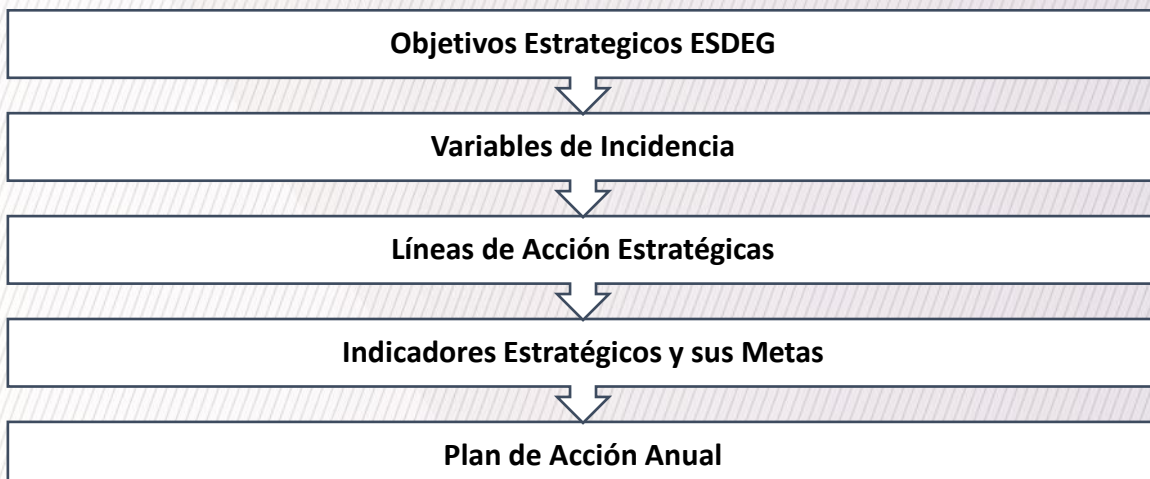 Objetivos Estrategicos ESDEG
Variables de Incidencia
Líneas de Acción Estratégicas
Indicadores Estratégicos y sus Metas
Plan de Acción Anual